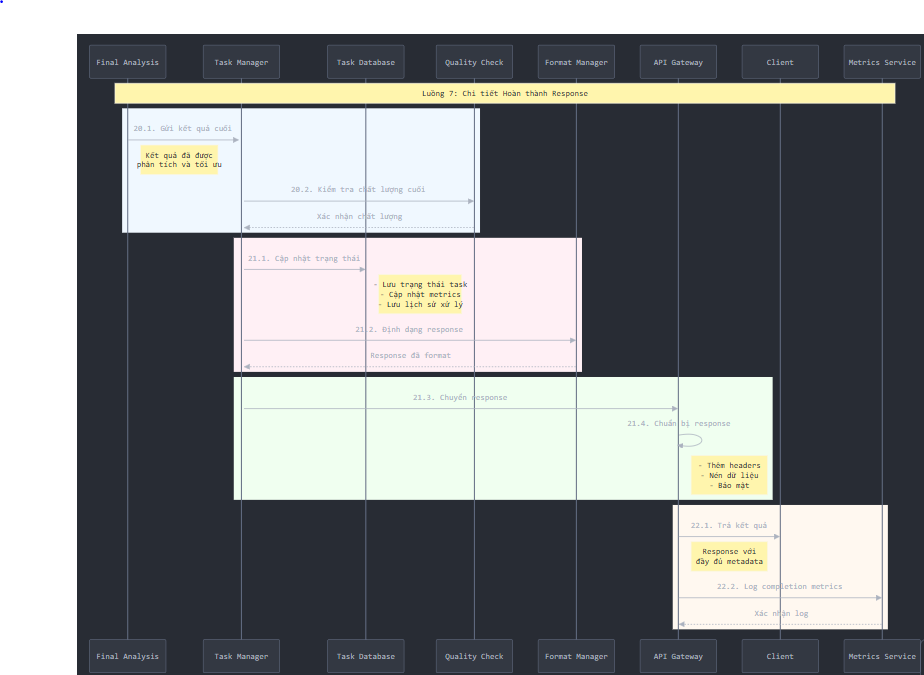 Final Analysis
Task Manager
Task Database
Quality Check
Format Manager
API Gateway
Client
Metrics Service
Luồng 7: Chi tiết Hoàn thành Response
20.1. Gửi kết quả cuối
Kết quả đã được
phân tích và tối ưu
20.2. Kiểm tra chất lượng cuối
Xác nhận chất lượng
21.1. Cập nhật trạng thái
- Lưu trạng thái task
- Cập nhật metrics
- Lưu lịch sử xử lý
21.2. Định dạng response
Response đã format
21.3. Chuyển response
21.4. Chuẩn bị response
- Thêm headers
- Nén dữ liệu
- Bảo mật
22.1. Trả kết quả
Response với
đầy đủ metadata
22.2. Log completion metrics
Xác nhận log
Final Analysis
Task Manager
Task Database
Quality Check
Format Manager
API Gateway
Client
Metrics Service